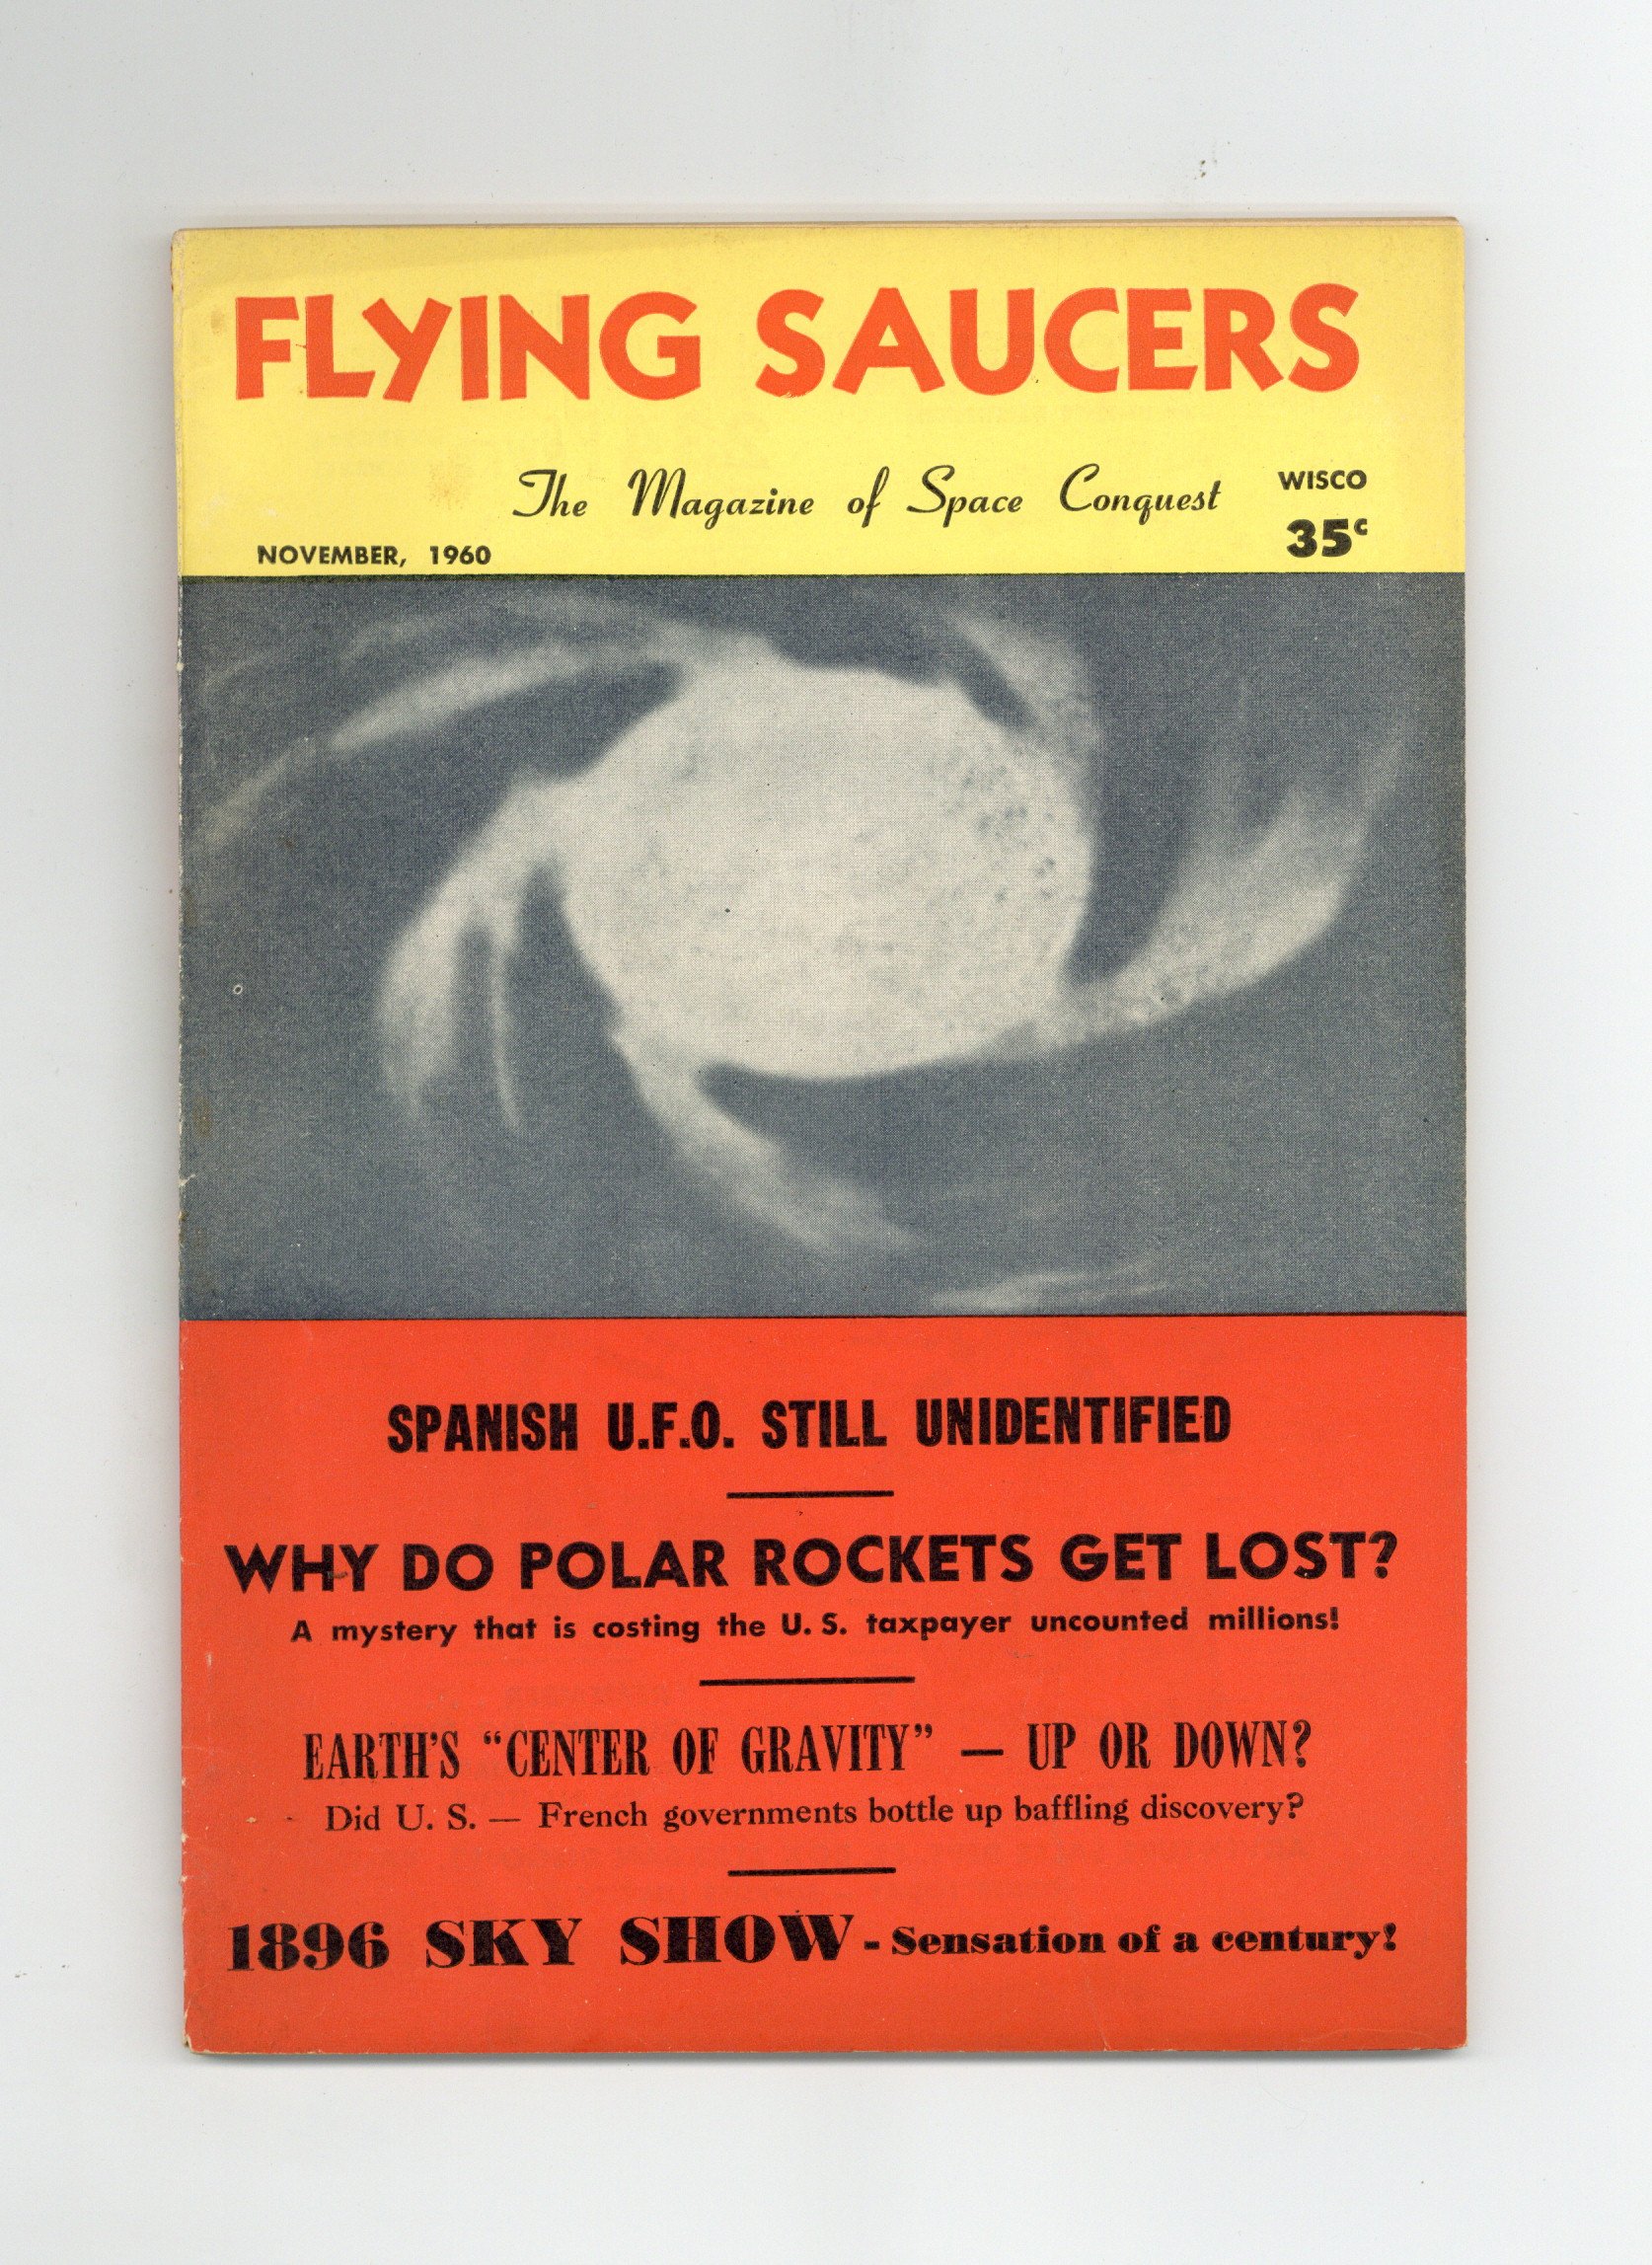 FLYING SAUCERS
The Magazine of Space Conquest
WISCO
35c
NOVEMBER, 1960
SPANISH U.F.O. STILL UNIDENTIFIED
WHY DO POLAR ROCKETS GET LOST?
A mystery that is costing the U. S. taxpayer uncounted millions!
EARTH'S "CENTER OF GRAVITY" — UP OR DOWN?
Did U. S. — French governments bottle up baffling discovery?
1896 SKY SHOW - Sensation of a century!